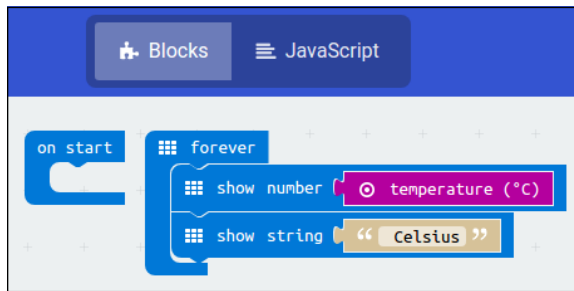 Blocks JavaScript
on start
forever
show number temperature (°C)
show string “ Celsius ”